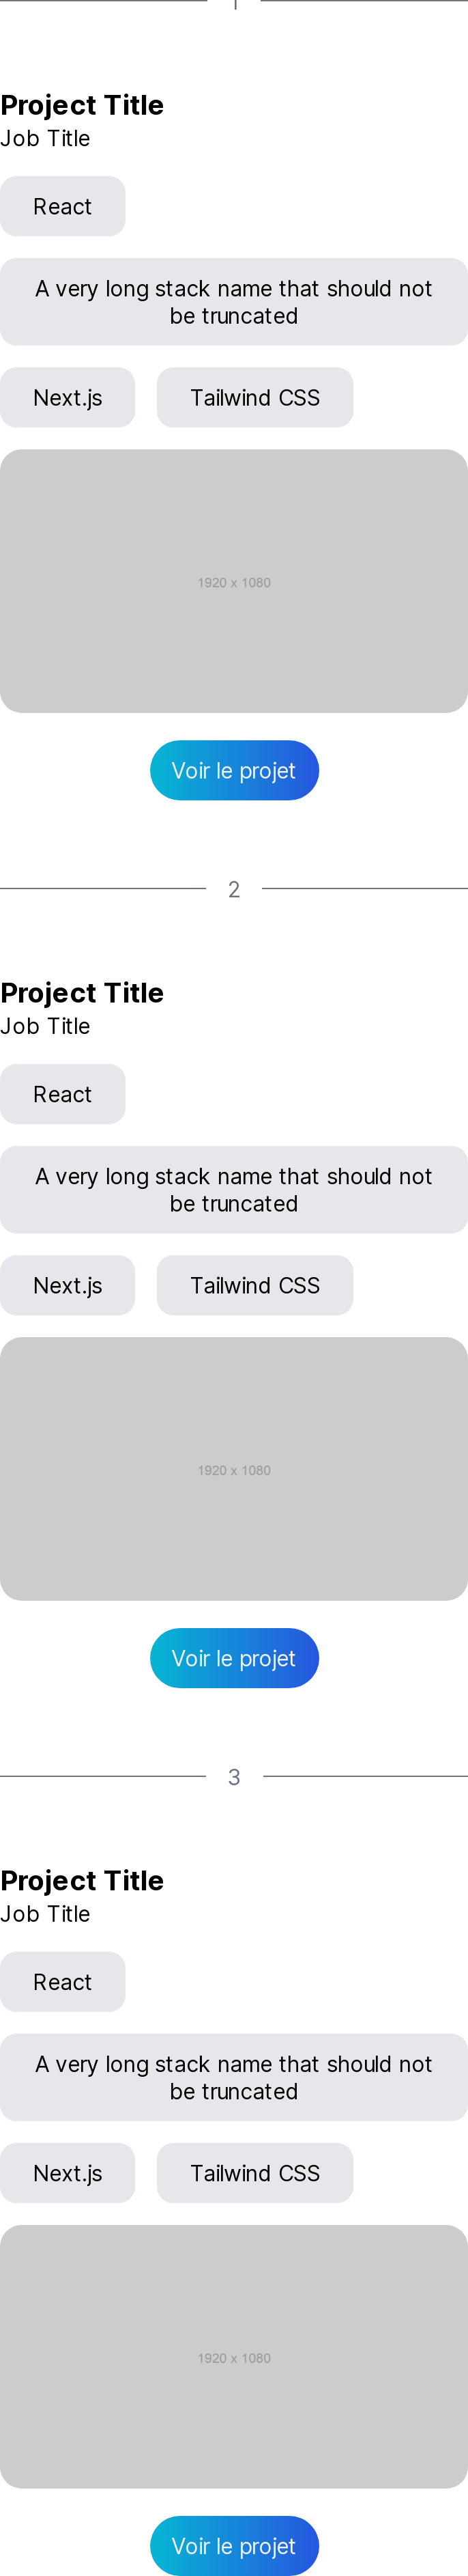 1
Project Title
Job Title
React
A very long stack name that should not
be truncated
Next.js
Tailwind CSS
1920 x 1080
Voir le projet
2
Project Title
Job Title
React
A very long stack name that should not
be truncated
Next.js
Tailwind CSS
1920 x 1080
Voir le projet
3
Project Title
Job Title
React
A very long stack name that should not
be truncated
Next.js
Tailwind CSS
1920 x 1080
Voir le projet